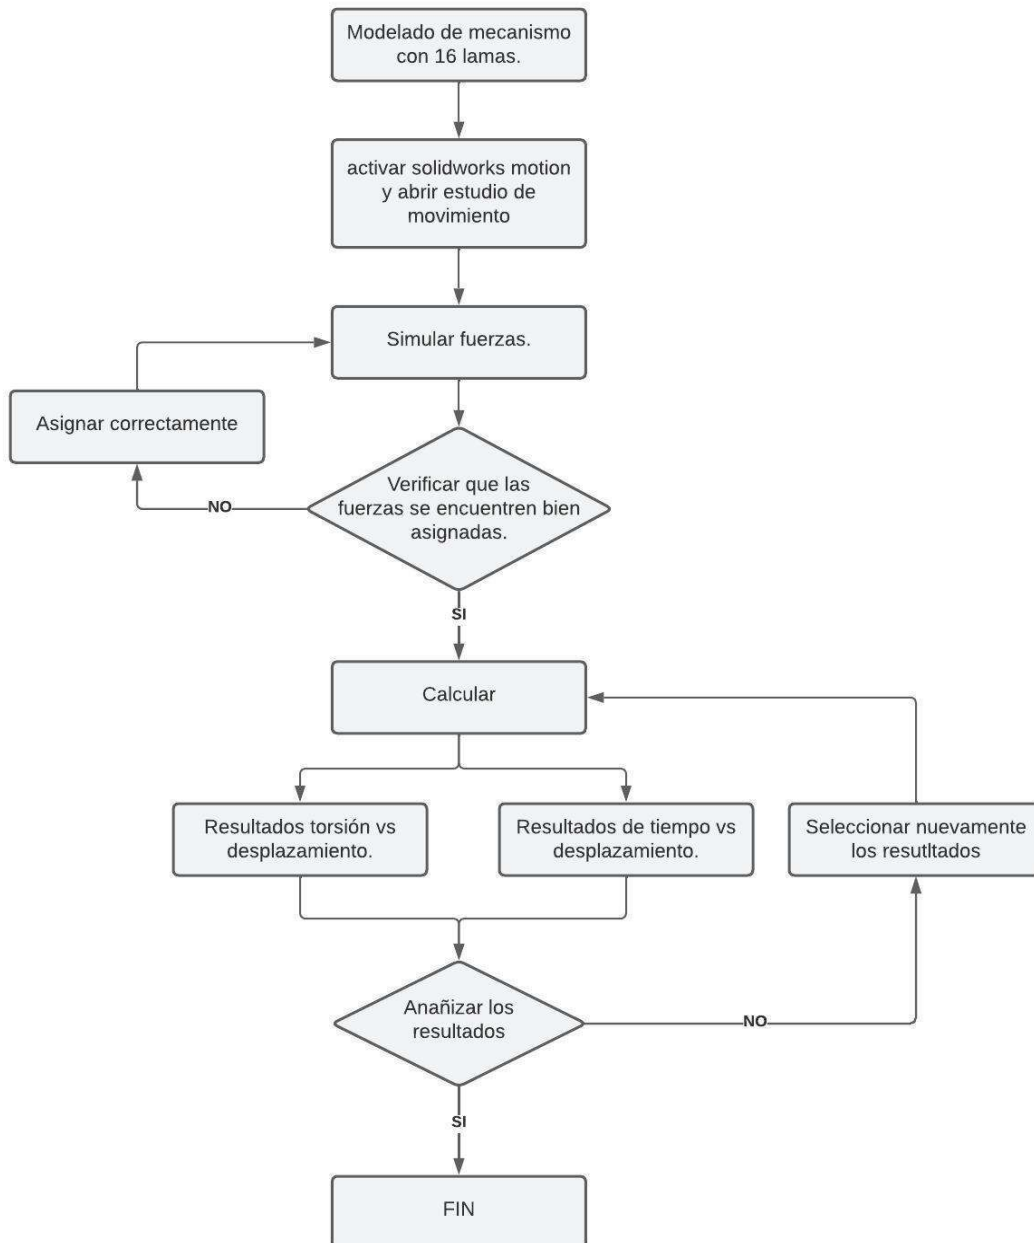 Modelado de mecanismo
con 16 lamas.
activar solidworks motion
y abrir estudio de
movimiento
Simular fuerzas.
Asignar correctamente
Verificar que las
fuerzas se encuentren bien
asignadas.
NO
SI
Calcular
Resultados torsión vs
desplazamiento.
Resultados de tiempo vs
desplazamiento.
Seleccionar nuevamente
los resutltados
Anañizar los
resultados
NO
SI
FIN